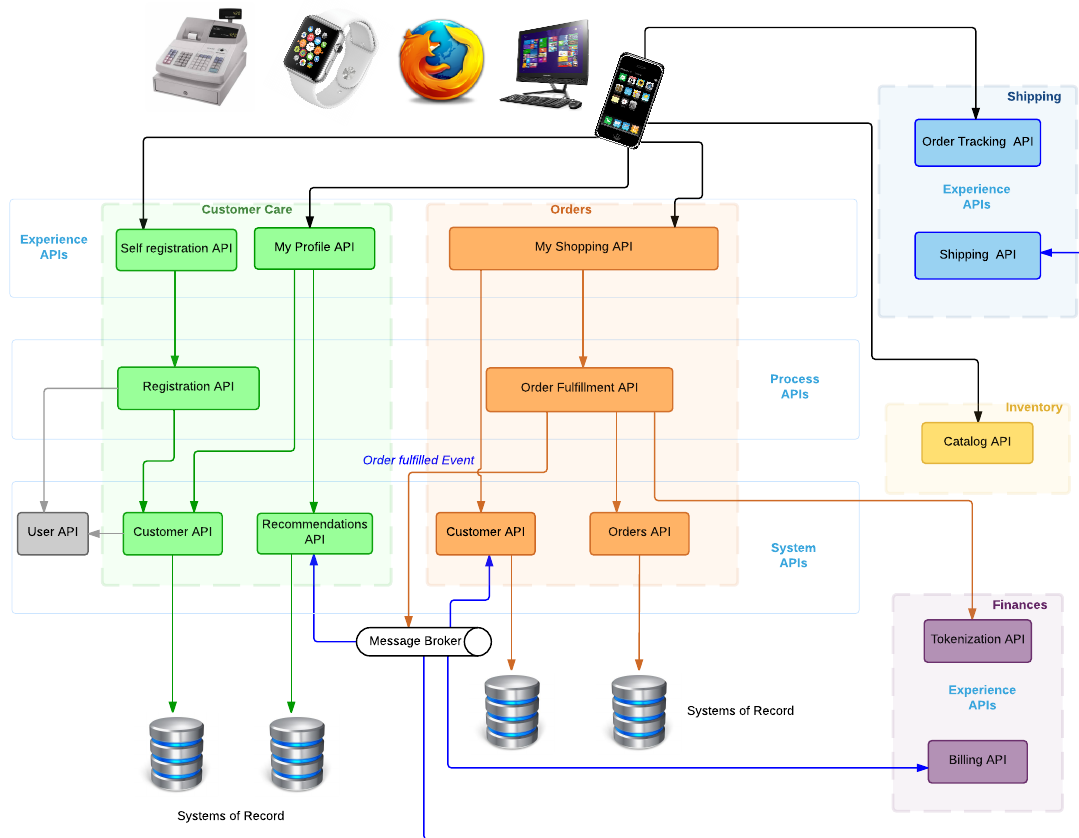 Shipping
Order Tracking API
Experience
APIs
Shipping API
Customer Care
Orders
Experience
APIs
Self registration API
My Profile API
My Shopping API
Registration API
Order Fulfillment API
Process
APIs
Inventory
Catalog API
Order fulfilled Event
User API
Customer API
Recommendations
API
Customer API
Orders API
System
APIs
Finances
Message Broker
Tokenization API
Experience
APIs
Systems of Record
Billing API
Systems of Record